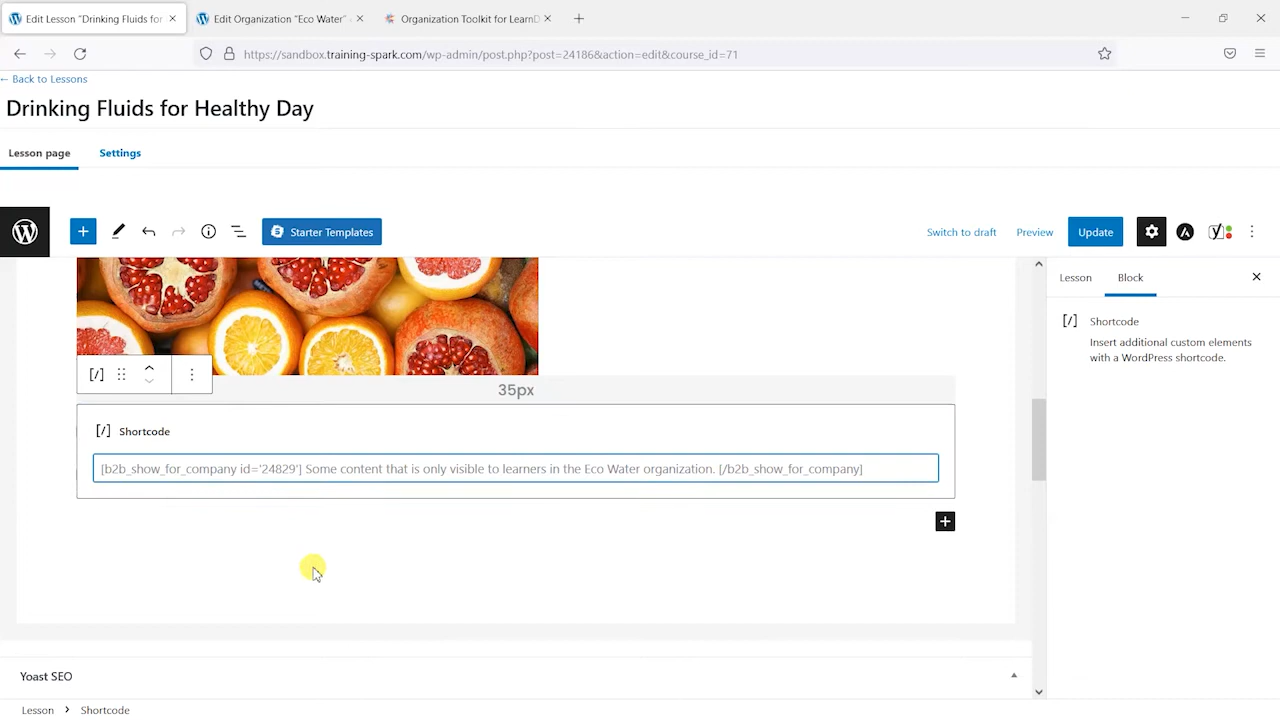 Edit Lesson "Drinking Fluids for
Edit Organization "Eco Water"
Organization Toolkit for LearnD
https://sandbox.training-spark.com/wp-admin/post.php?post=24186&action=edit&course_id=71
← Back to Lessons
Drinking Fluids for Healthy Day
Lesson page
Settings
Starter Templates
Switch to draft
Preview
Update
Lesson
Block
Shortcode
Insert additional custom elements
with a WordPress shortcode.
35px
[/] Shortcode
[b2b_show_for_company id='24829'] Some content that is only visible to learners in the Eco Water organization. [/b2b_show_for_company]
Yoast SEO
Lesson > Shortcode